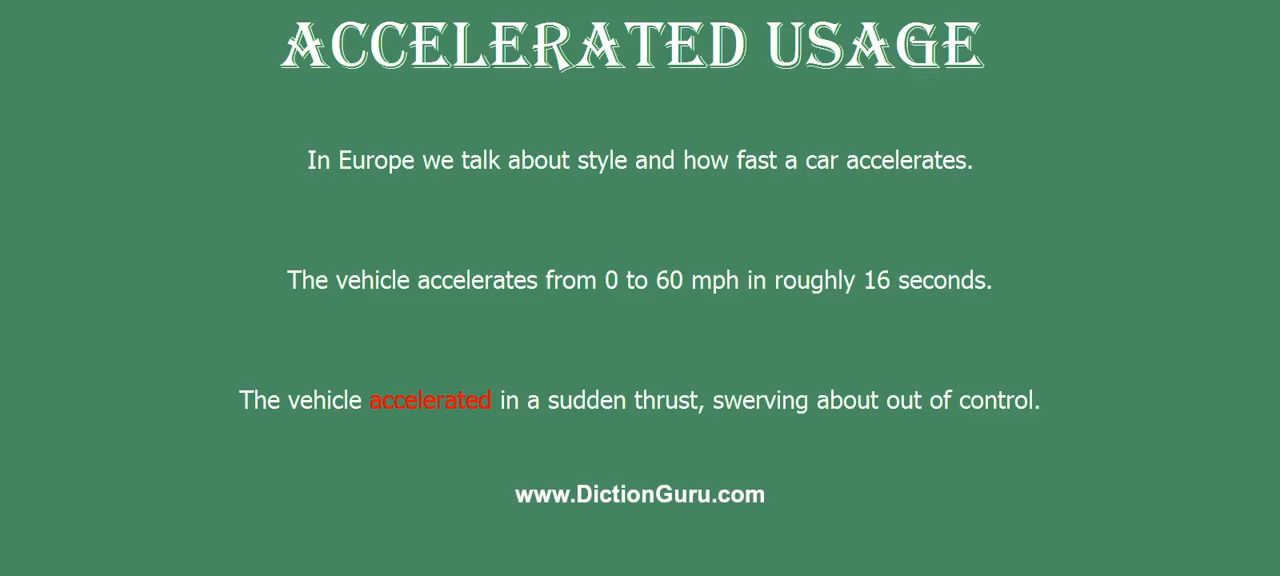 ACCELERATED USAGE
In Europe we talk about style and how fast a car accelerates.
The vehicle accelerates from 0 to 60 mph in roughly 16 seconds.
The vehicle accelerated in a sudden thrust, swerving about out of control.
www.DictionGuru.com